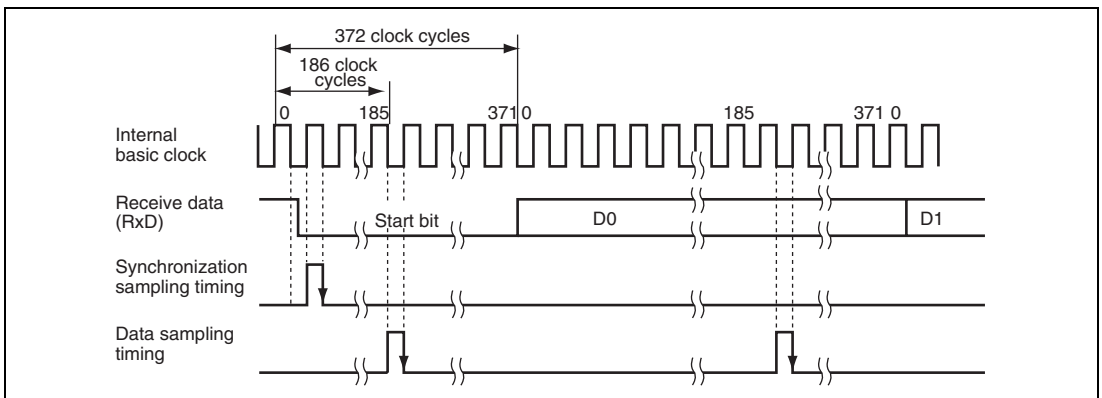 372 clock cycles
186 clock
cycles
0 185 371 0 185 371 0
Internal
basic clock
Receive data
(RxD)
Start bit D0 D1
Synchronization
sampling timing
Data sampling
timing